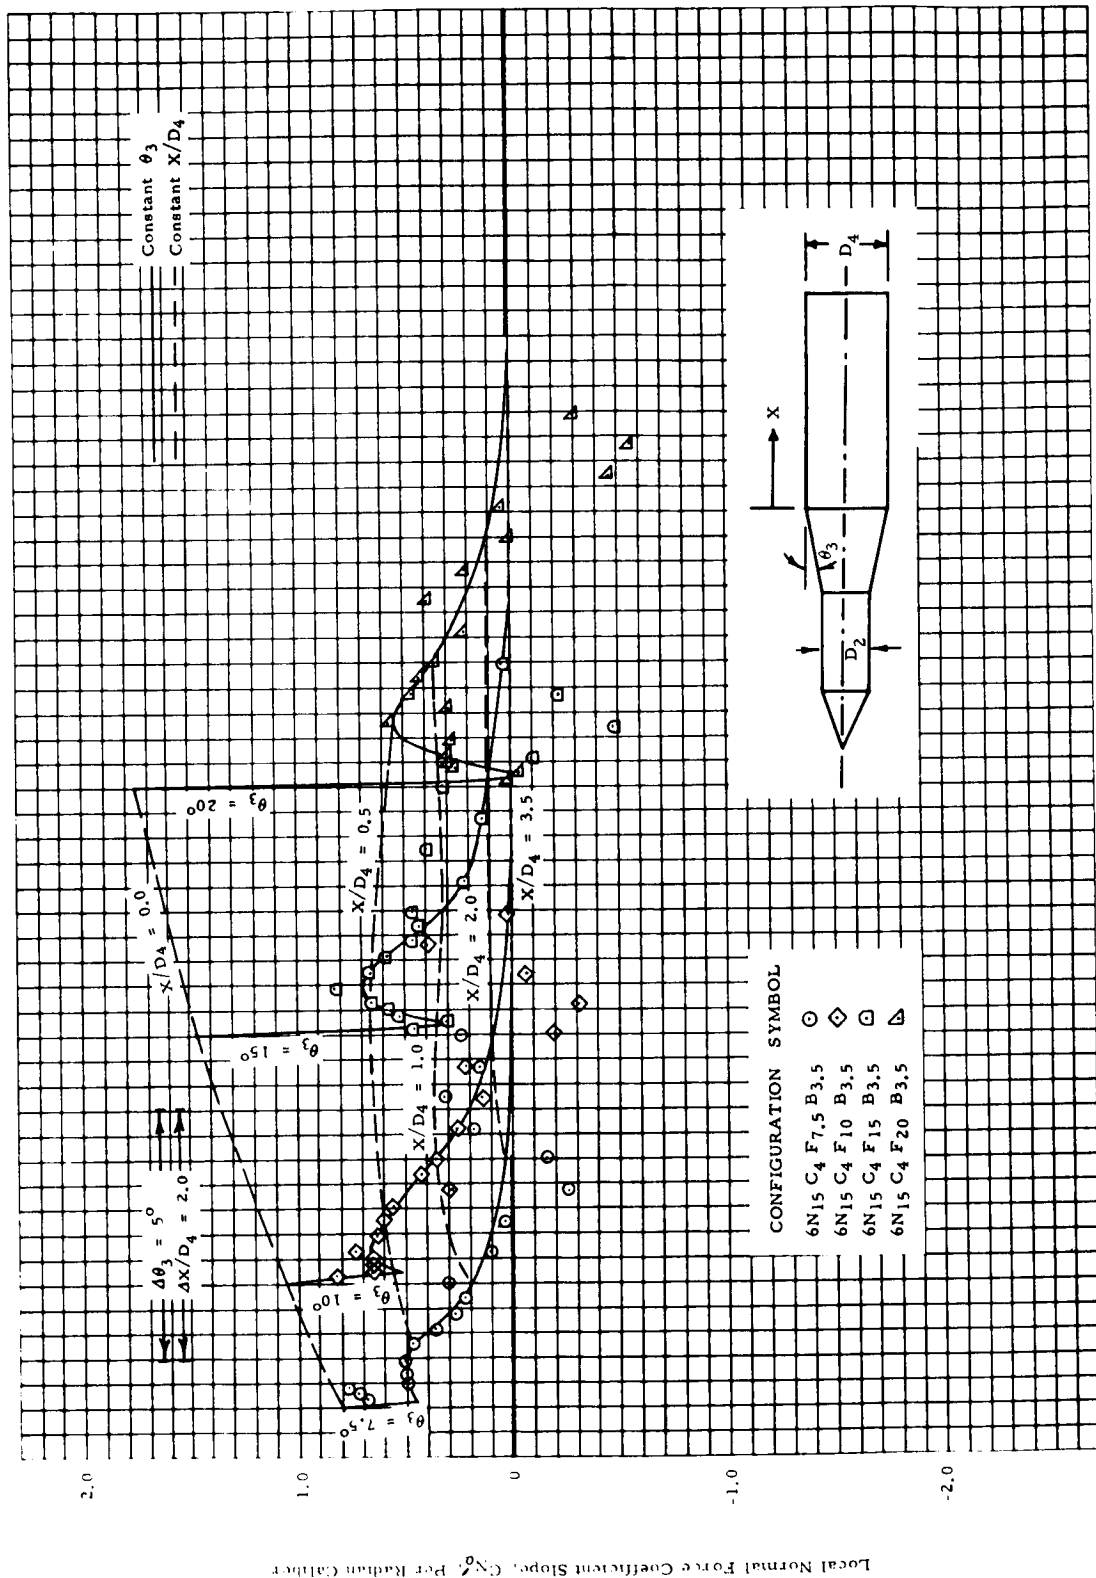 Local Normal Force Coefficient Slope, C'Nα, Per Radian Caliber
2.0
1.0
0
-1.0
-2.0
Constant θ3
Constant X/D4
Δθ3 = 5°
ΔX/D4 = 2.0
X/D4 = 0.0
X/D4 = 0.5
X/D4 = 1.0
X/D4 = 2.0
X/D4 = 3.5
θ3 = 7.5°
θ3 = 10°
θ3 = 15°
θ3 = 20°
CONFIGURATION SYMBOL
6N15 C4 F7.5 B3.5
6N15 C4 F10 B3.5
6N15 C4 F15 B3.5
6N15 C4 F20 B3.5
X
θ3
D2
D4